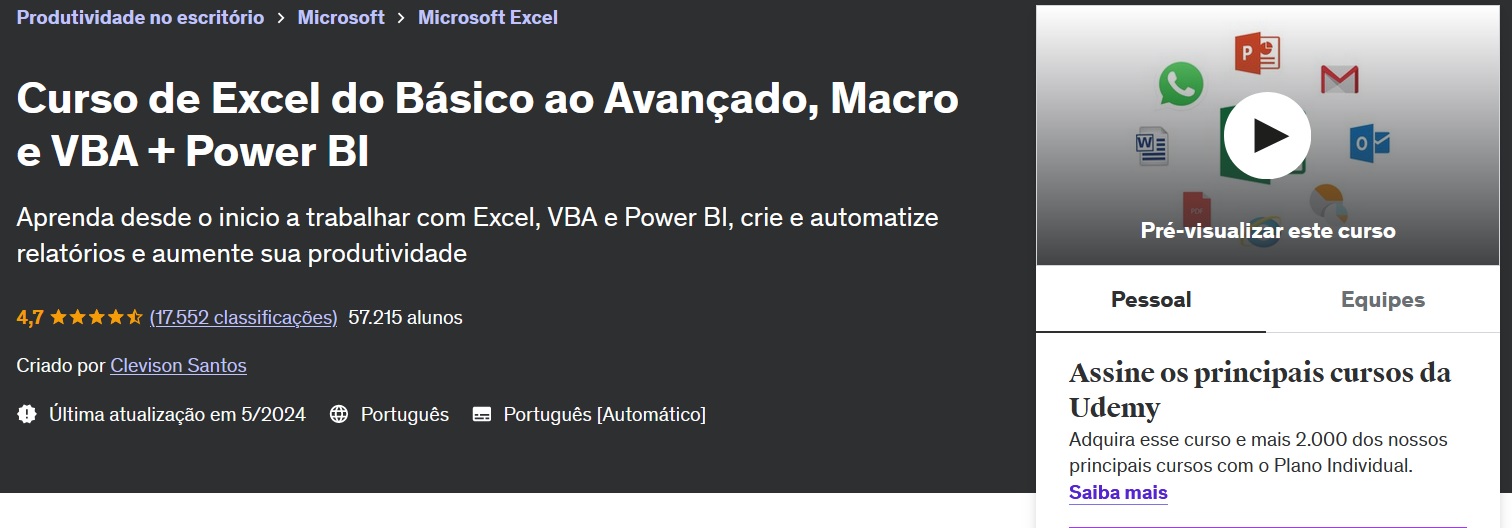 Produtividade no escritório > Microsoft > Microsoft Excel
Curso de Excel do Básico ao Avançado, Macro
e VBA + Power BI
Aprenda desde o inicio a trabalhar com Excel, VBA e Power BI, crie e automatize
relatórios e aumente sua produtividade
4,7 (17.552 classificações) 57.215 alunos
Criado por Clevison Santos
Última atualização em 5/2024 Português Português [Automático]
P
W
O
PDF
Pré-visualizar este curso
Pessoal Equipes
Assine os principais cursos da
Udemy
Adquira esse curso e mais 2.000 dos nossos
principais cursos com o Plano Individual.
Saiba mais